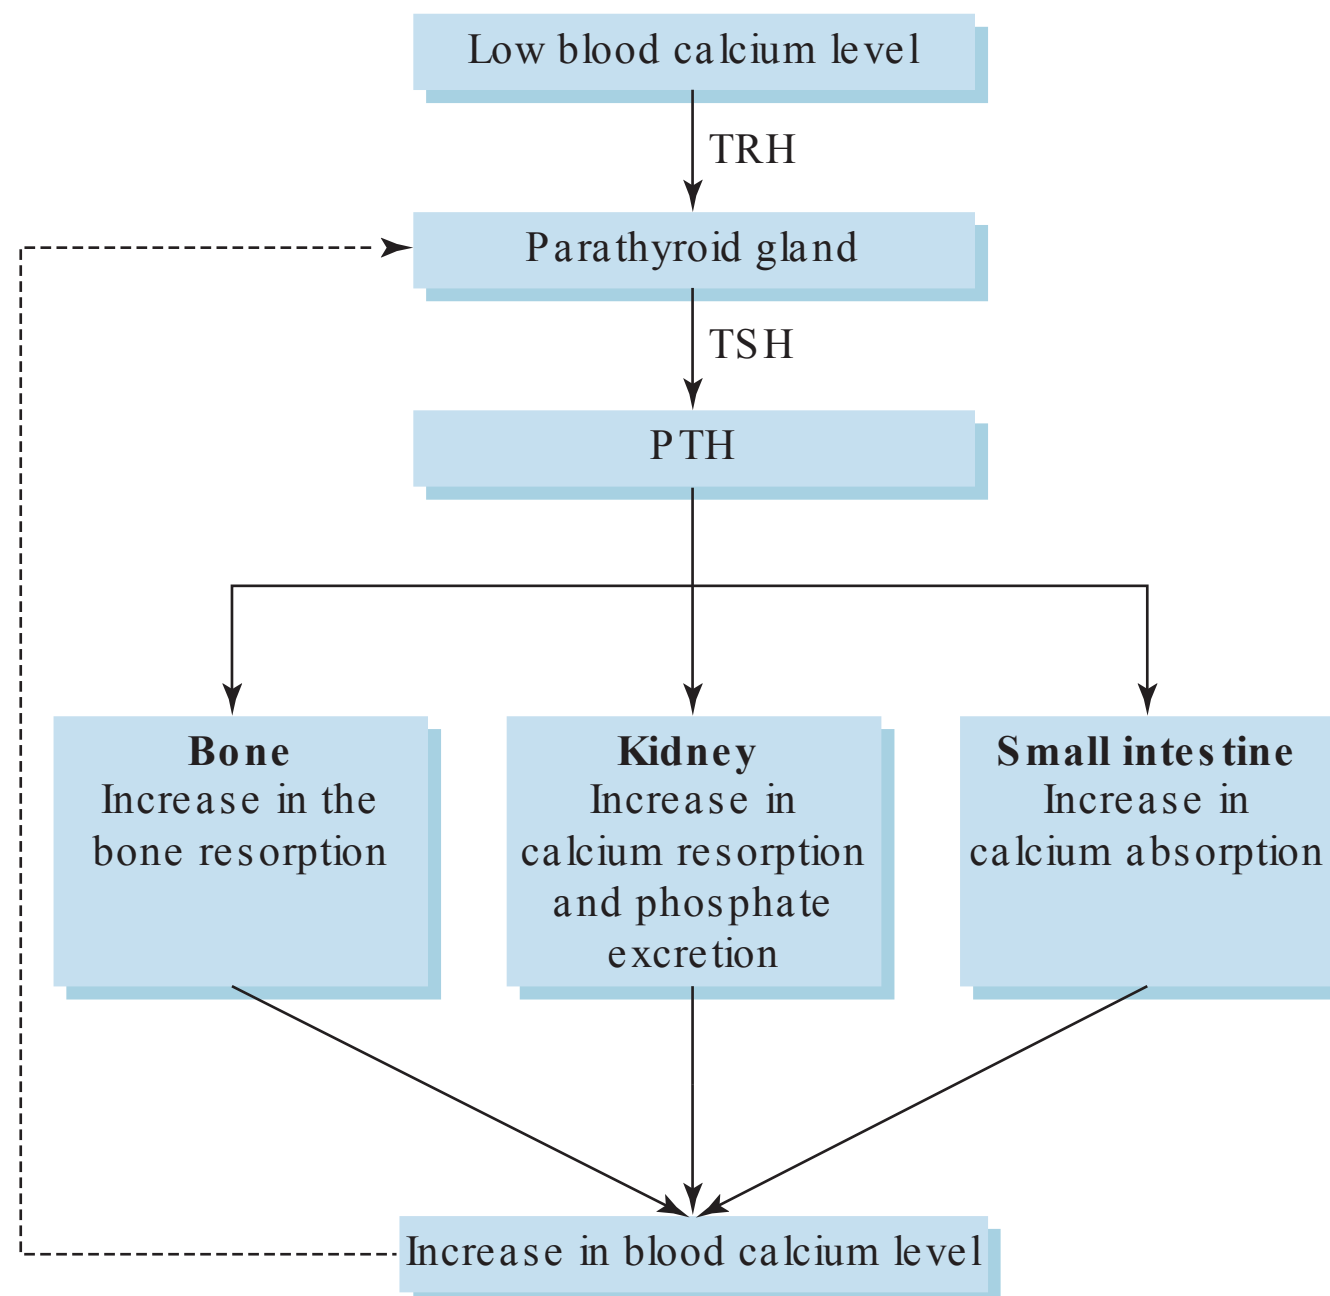 Low blood calcium level
TRH
Parathyroid gland
TSH
PTH
Bone
Increase in the
bone resorption
Kidney
Increase in
calcium resorption
and phosphate
excretion
Small intestine
Increase in
calcium absorption
Increase in blood calcium level